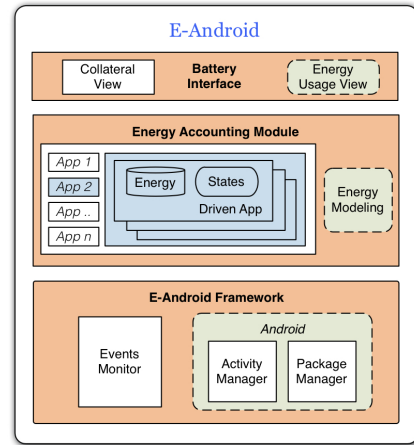 E-Android
Collateral
View
Battery
Interface
Energy
Usage View
Energy Accounting Module
App 1
App 2
App ..
App n
Energy
States
Driven App
Energy
Modeling
E-Android Framework
Events
Monitor
Android
Activity
Manager
Package
Manager